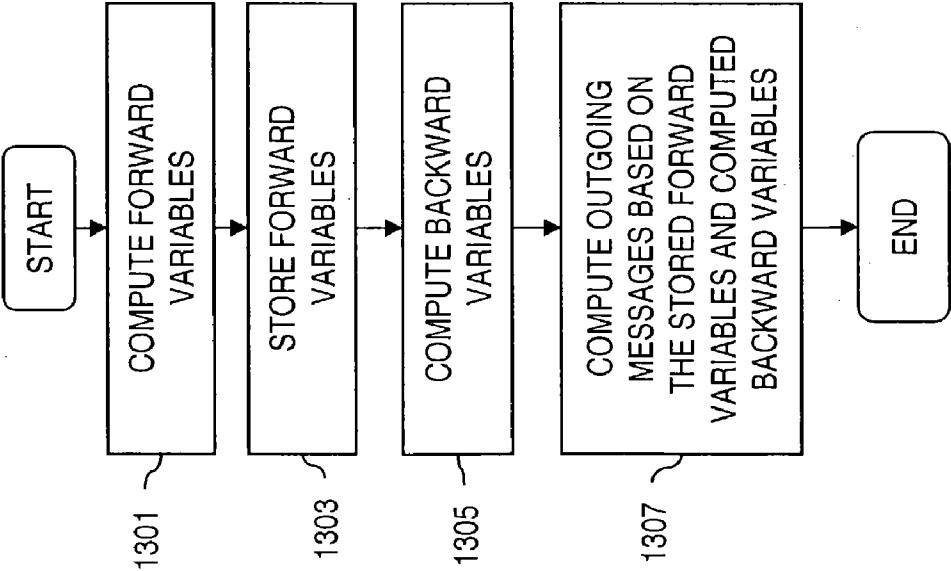 START
COMPUTE FORWARD
VARIABLES
1301
STORE FORWARD
VARIABLES
1303
COMPUTE BACKWARD
VARIABLES
1305
COMPUTE OUTGOING
MESSAGES BASED ON
THE STORED FORWARD
VARIABLES AND COMPUTED
BACKWARD VARIABLES
1307
END